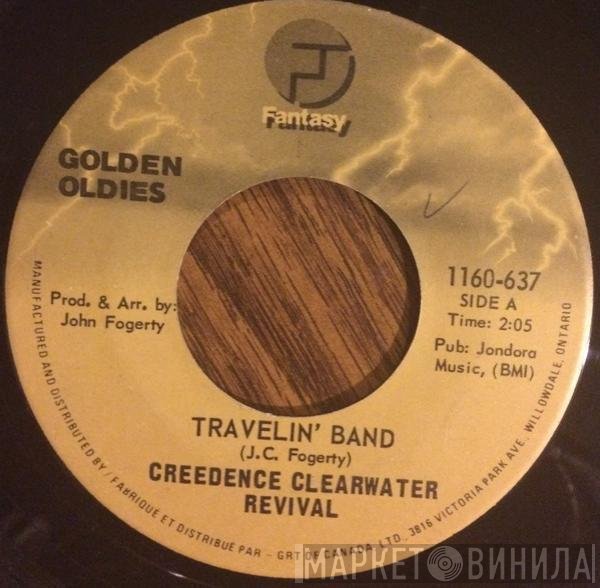 Fantasy
GOLDEN
OLDIES
1160-637
SIDE A
Time: 2:05
Pub: Jondora
Music, (BMI)
Prod. & Arr. by:
John Fogerty
TRAVELIN' BAND
(J.C. Fogerty)
CREEDENCE CLEARWATER
REVIVAL
MANUFACTURED AND DISTRIBUTED BY / FABRIQUÉ ET DISTRIBUÉ PAR - GRT OF CANADA, LTD., 3816 VICTORIA PARK AVE., WILLOWDALE, ONTARIO
МАРКЕТ ВИНИЛА